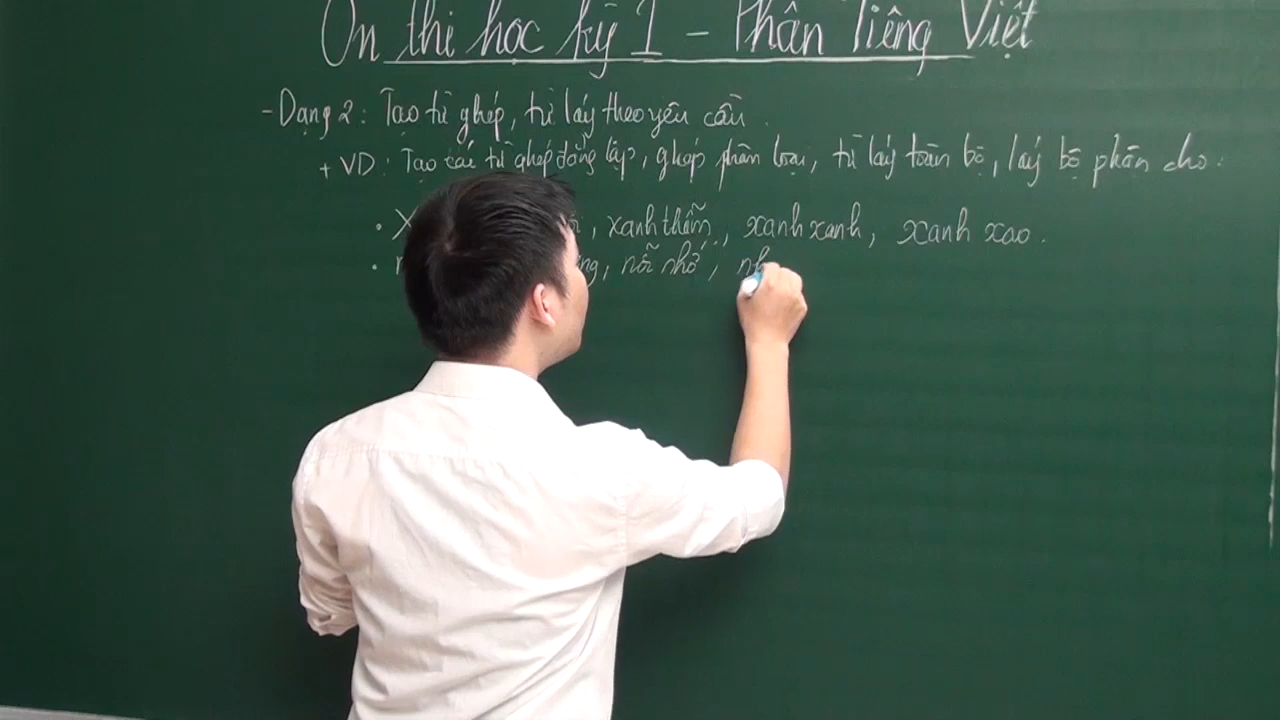 Ôn thi học kỳ 1 - Phần Tiếng Việt
- Dạng 2: Tạo từ ghép, từ láy theo yêu cầu.
+ VD: Tạo các từ ghép đẳng lập, ghép phân loại, từ láy toàn bộ, láy bộ phận cho:
• X , xanh thẫm, xanh xanh, xanh xao.
• , nỗi nhớ, nh